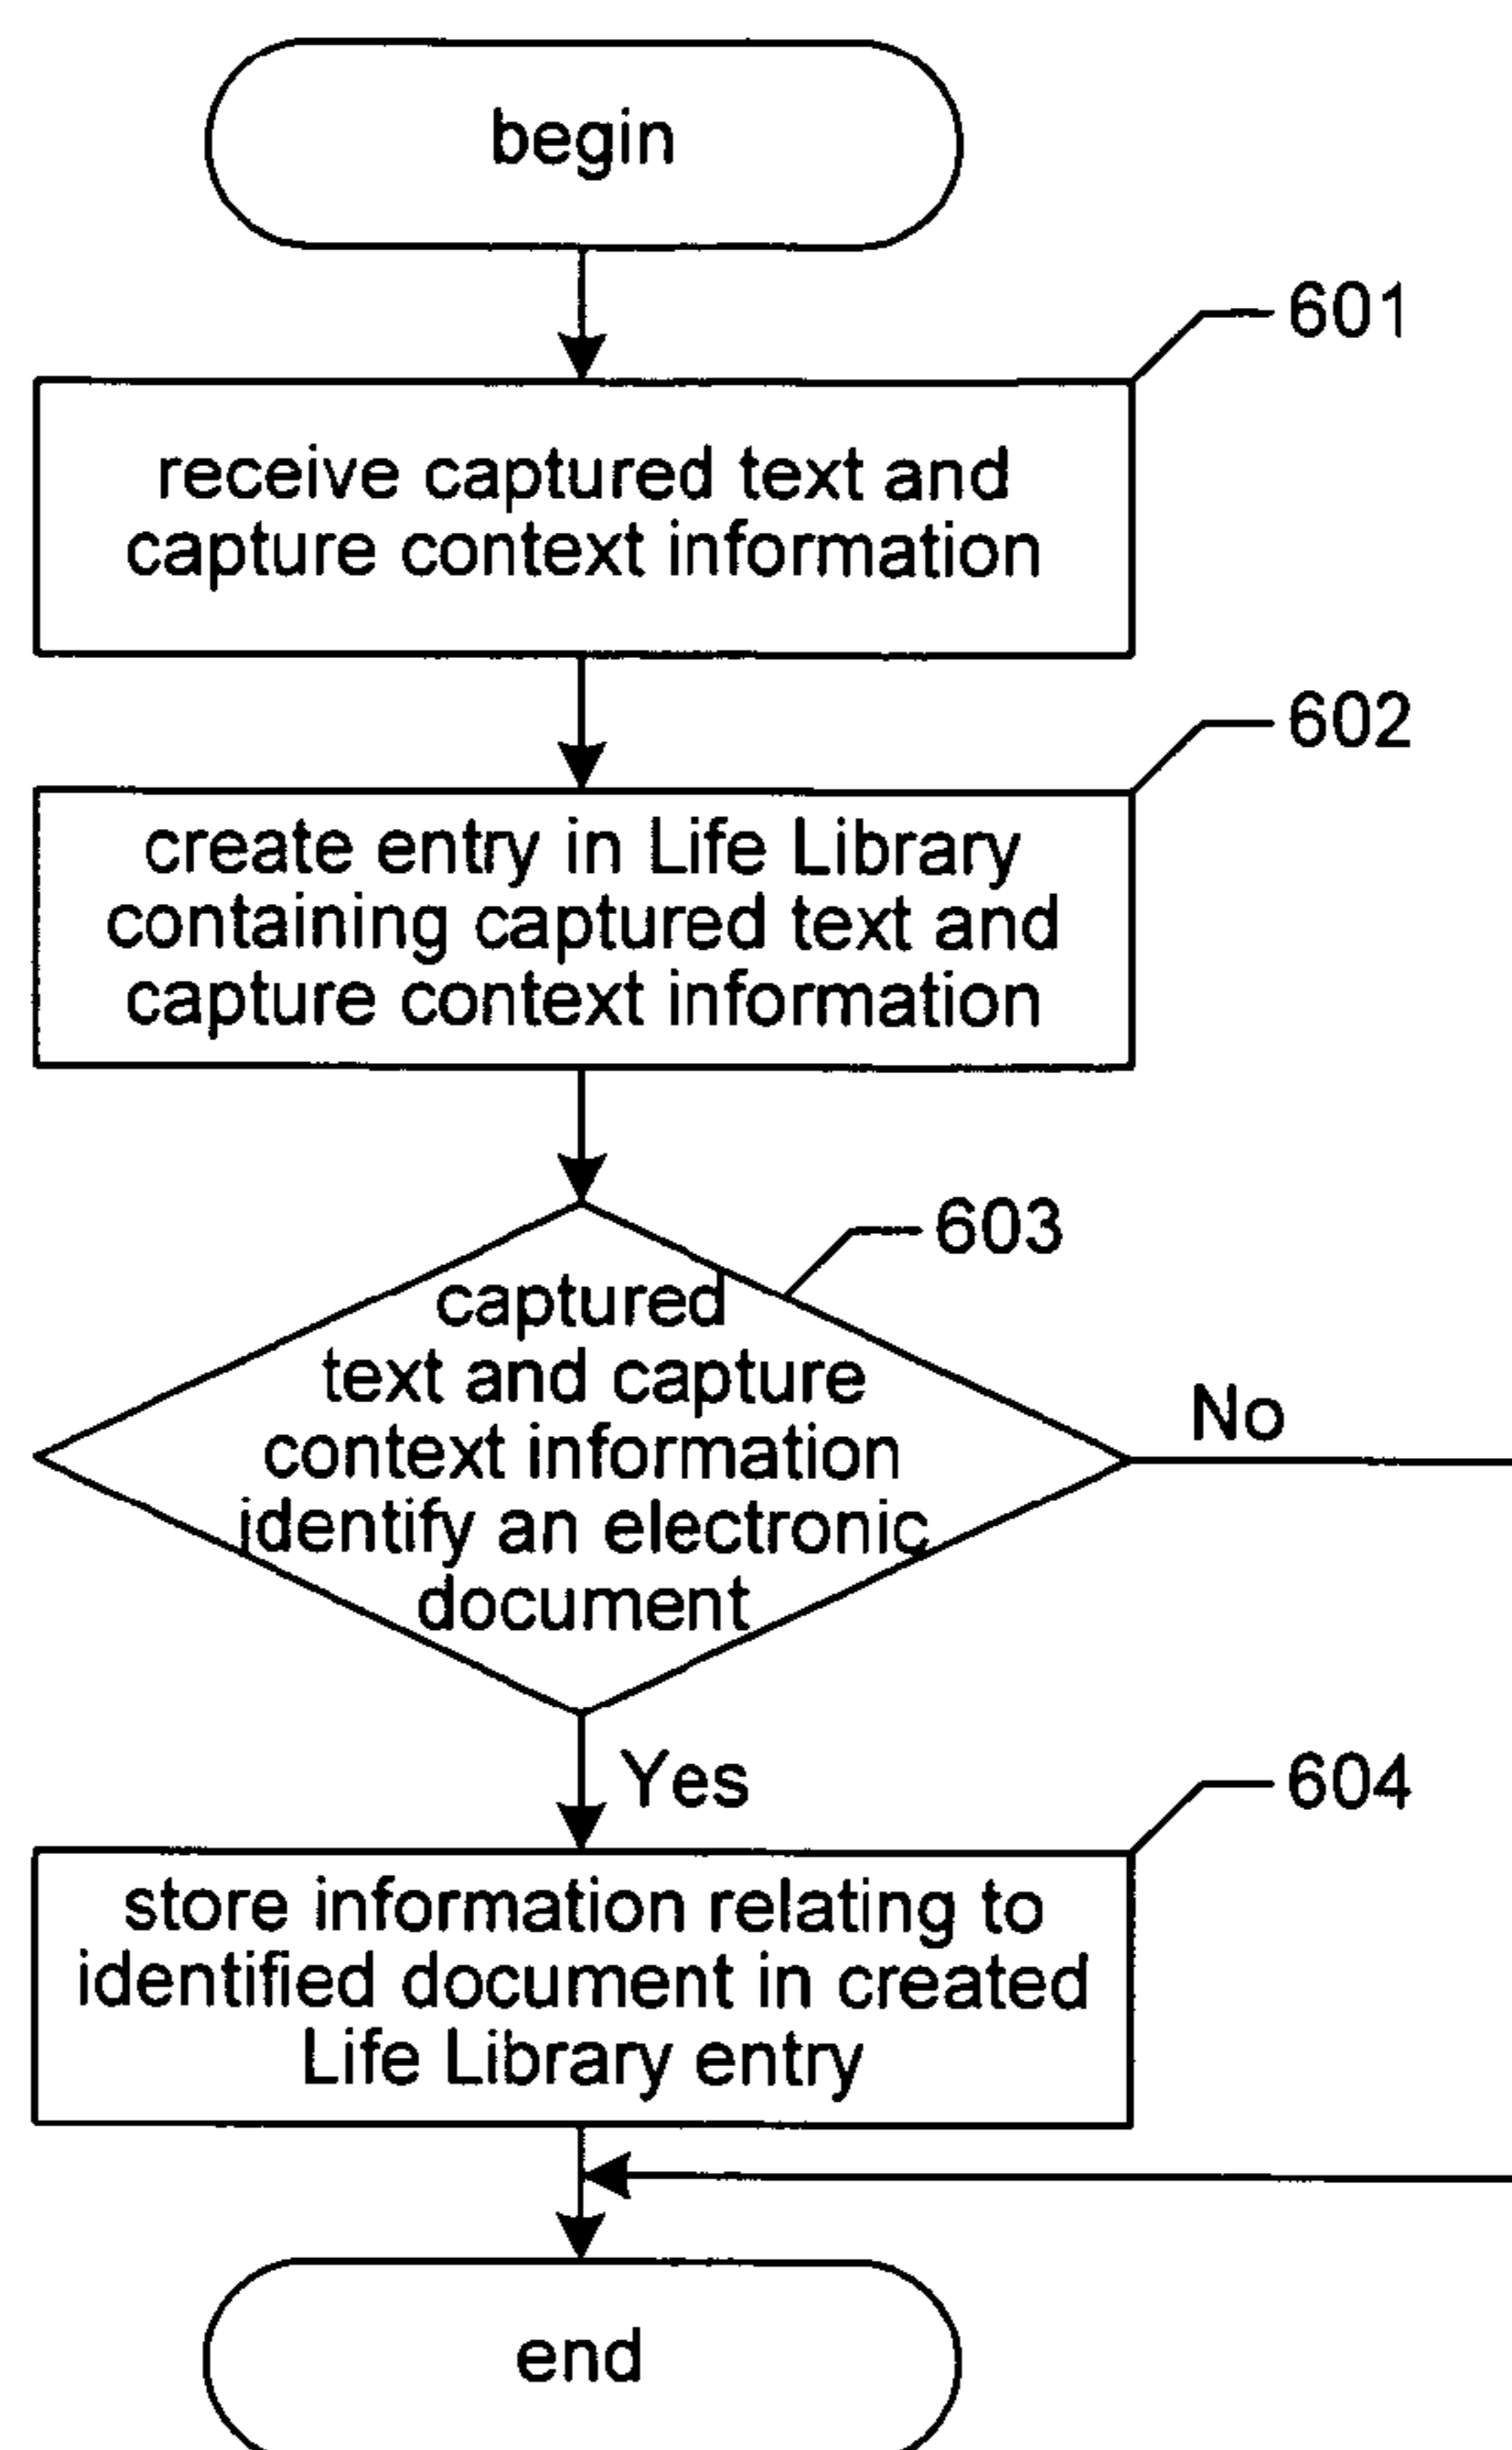 begin
601
receive captured text and
capture context information
602
create entry in Life Library
containing captured text and
capture context information
603
captured
text and capture
context information
identify an electronic
document
No
Yes
604
store information relating to
identified document in created
Life Library entry
end